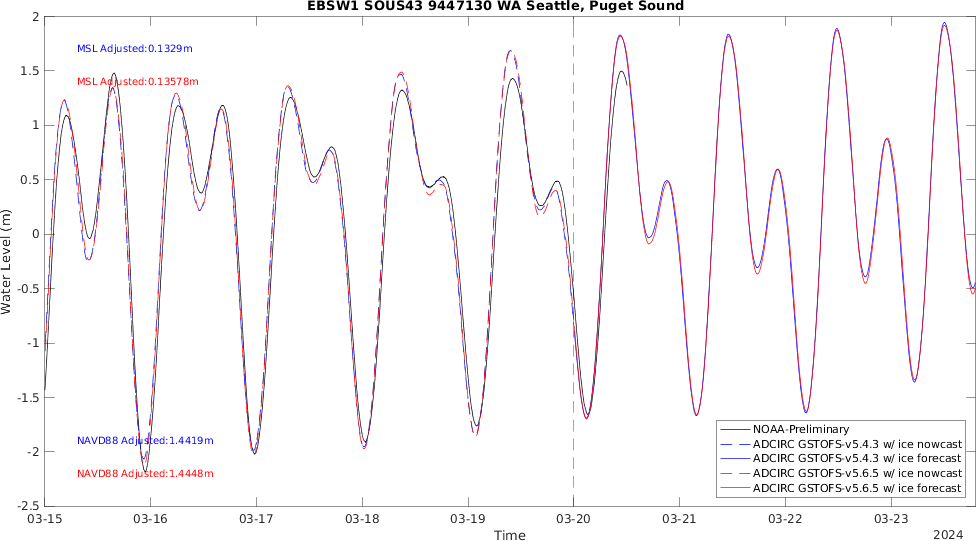 EBSW1 SOUS43 9447130 WA Seattle, Puget Sound
2
1.5
1
0.5
0
-0.5
-1
-1.5
-2
-2.5
Water Level (m)
MSL Adjusted:0.1329m
MSL Adjusted:0.13578m
NAVD88 Adjusted:1.4419m
NAVD88 Adjusted:1.4448m
NOAA-Preliminary
ADCIRC GSTOFS-v5.4.3 w/ ice nowcast
ADCIRC GSTOFS-v5.4.3 w/ ice forecast
ADCIRC GSTOFS-v5.6.5 w/ ice nowcast
ADCIRC GSTOFS-v5.6.5 w/ ice forecast
03-15 03-16 03-17 03-18 03-19 03-20 03-21 03-22 03-23
Time
2024